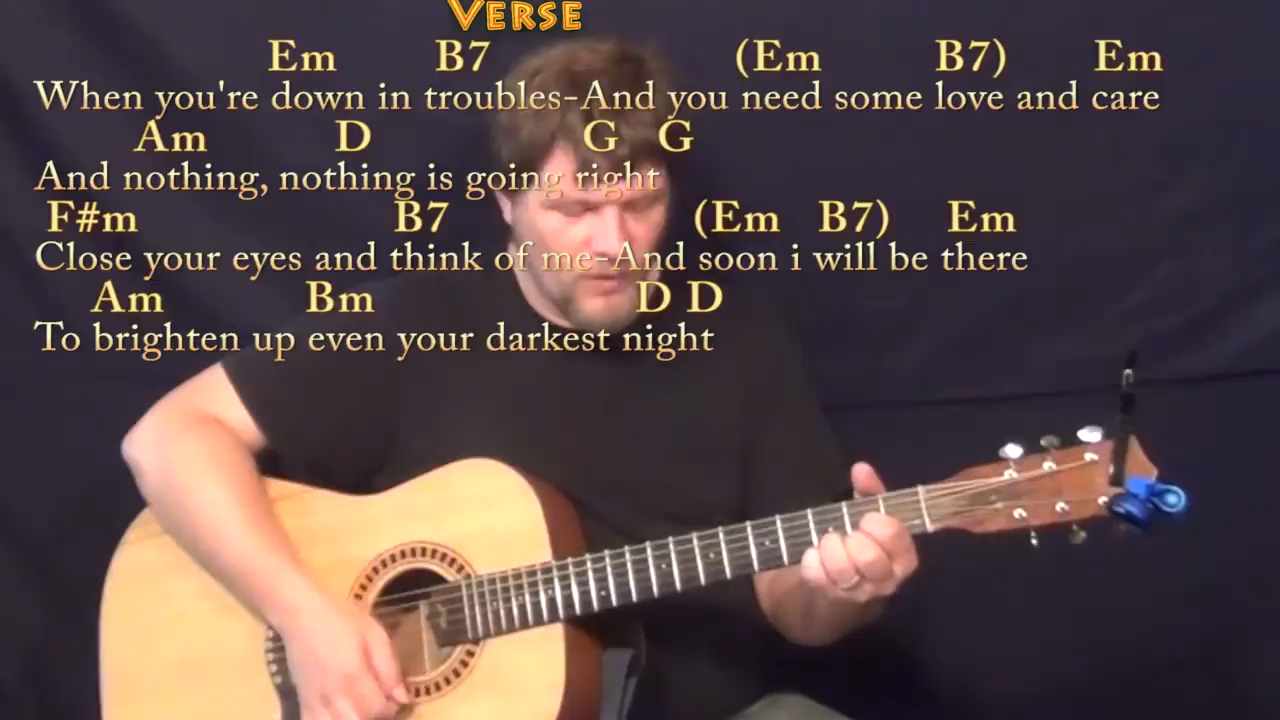 VERSE
Em B7 (Em B7) Em
When you're down in troubles-And you need some love and care
Am D G G
And nothing, nothing is going right
F#m B7 (Em B7) Em
Close your eyes and think of me-And soon i will be there
Am Bm D D
To brighten up even your darkest night